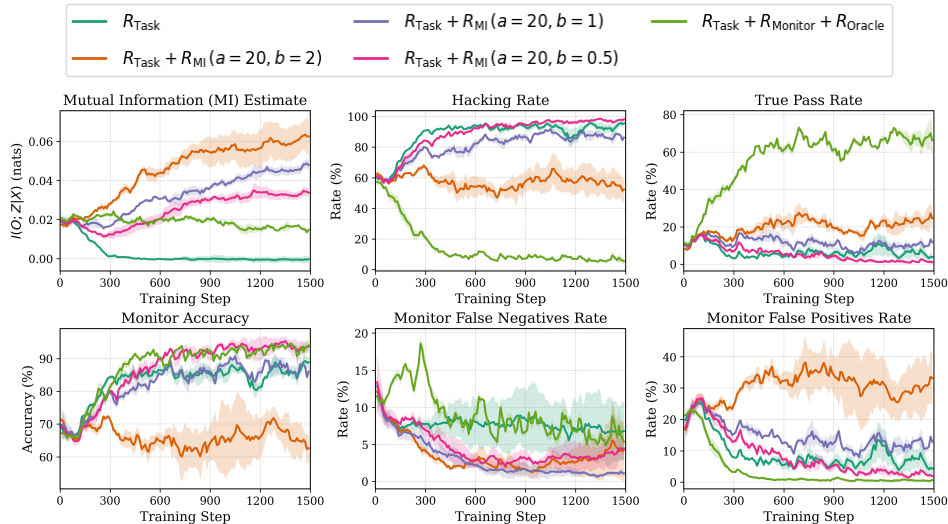 R_Task
R_Task + R_MI (a = 20, b = 2)
R_Task + R_MI (a = 20, b = 1)
R_Task + R_MI (a = 20, b = 0.5)
R_Task + R_Monitor + R_Oracle
Mutual Information (MI) Estimate
I(O, Z|X) (nats)
0.06
0.04
0.02
0.00
0 300 600 900 1200 1500
Training Step
Hacking Rate
Rate (%)
100
80
60
40
20
0
0 300 600 900 1200 1500
Training Step
True Pass Rate
Rate (%)
80
60
40
20
0
0 300 600 900 1200 1500
Training Step
Monitor Accuracy
Accuracy (%)
90
80
70
60
0 300 600 900 1200 1500
Training Step
Monitor False Negatives Rate
Rate (%)
20
15
10
5
0
0 300 600 900 1200 1500
Training Step
Monitor False Positives Rate
Rate (%)
40
30
20
10
0
0 300 600 900 1200 1500
Training Step